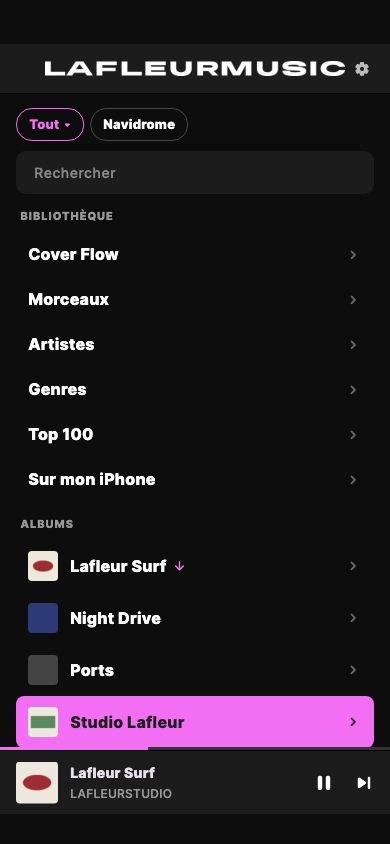 LAFLEURMUSIC
Tout
Navidrome
Rechercher
BIBLIOTHÈQUE
Cover Flow
Morceaux
Artistes
Genres
Top 100
Sur mon iPhone
ALBUMS
Lafleur Surf
Night Drive
Ports
Studio Lafleur
Lafleur Surf
LAFLEURSTUDIO